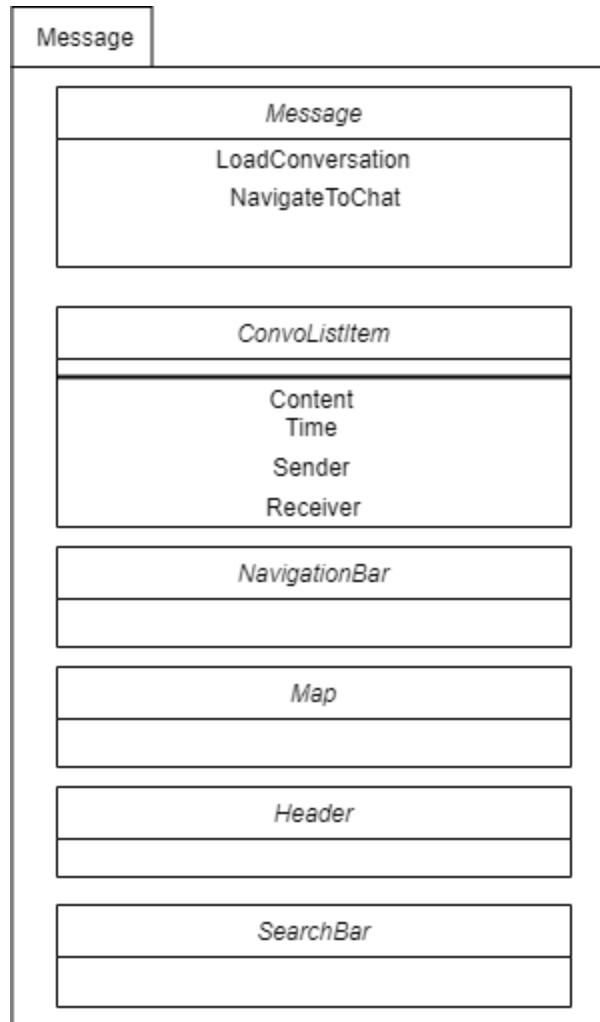 Message
Message
LoadConversation
NavigateToChat
ConvoListItem
Content
Time
Sender
Receiver
NavigationBar
Map
Header
SearchBar